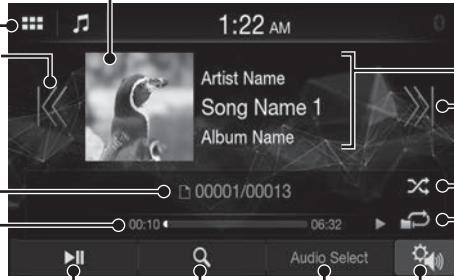 1:22 AM
Artist Name
Song Name 1
Album Name
00001/00013
00:10
06:32
Audio Select